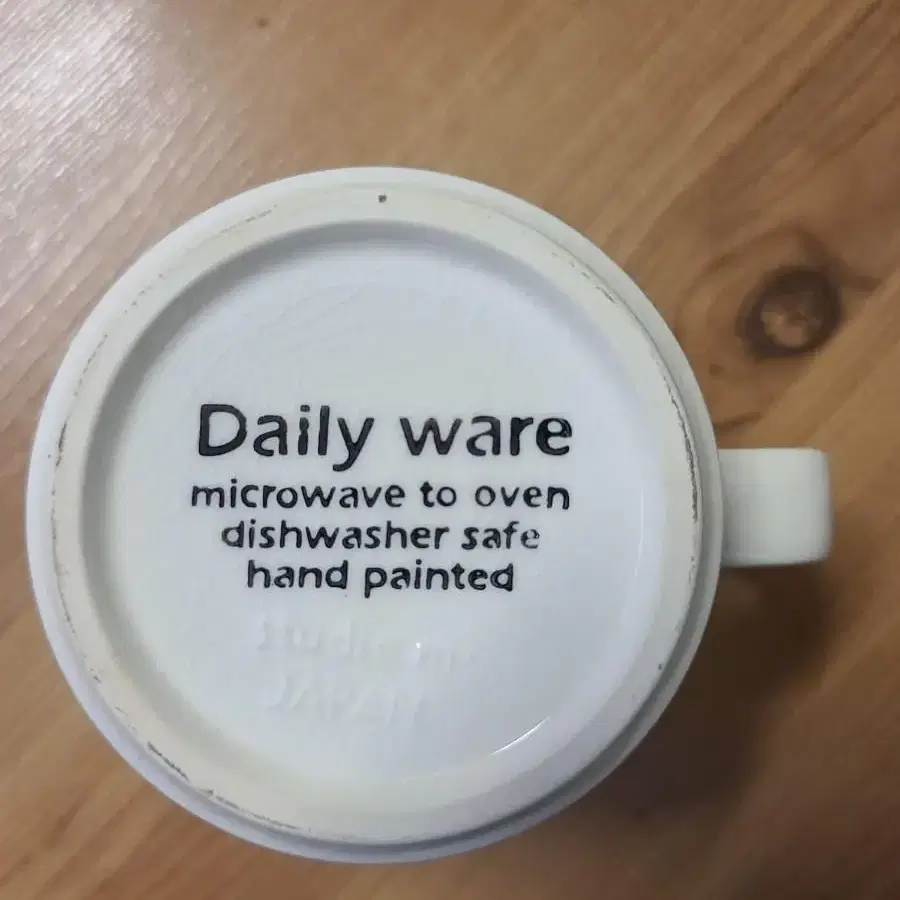 Daily ware
microwave to oven
dishwasher safe
hand painted